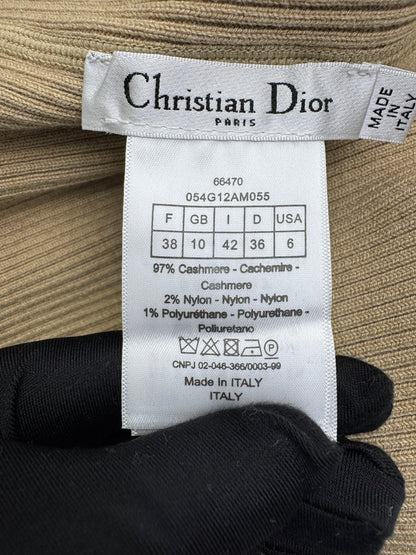 Christian Dior
PARIS
MADE IN
ITALY
66470
054G12AM055
F GB I D USA
38 10 42 36 6
97% Cashmere - Cachemire -
Cashmere
2% Nylon - Nylon - Nylon
1% Polyuréthane - Polyurethane -
Poliuretano
P
CNPJ 02-046-366/0003-99
Made In ITALY
ITALY